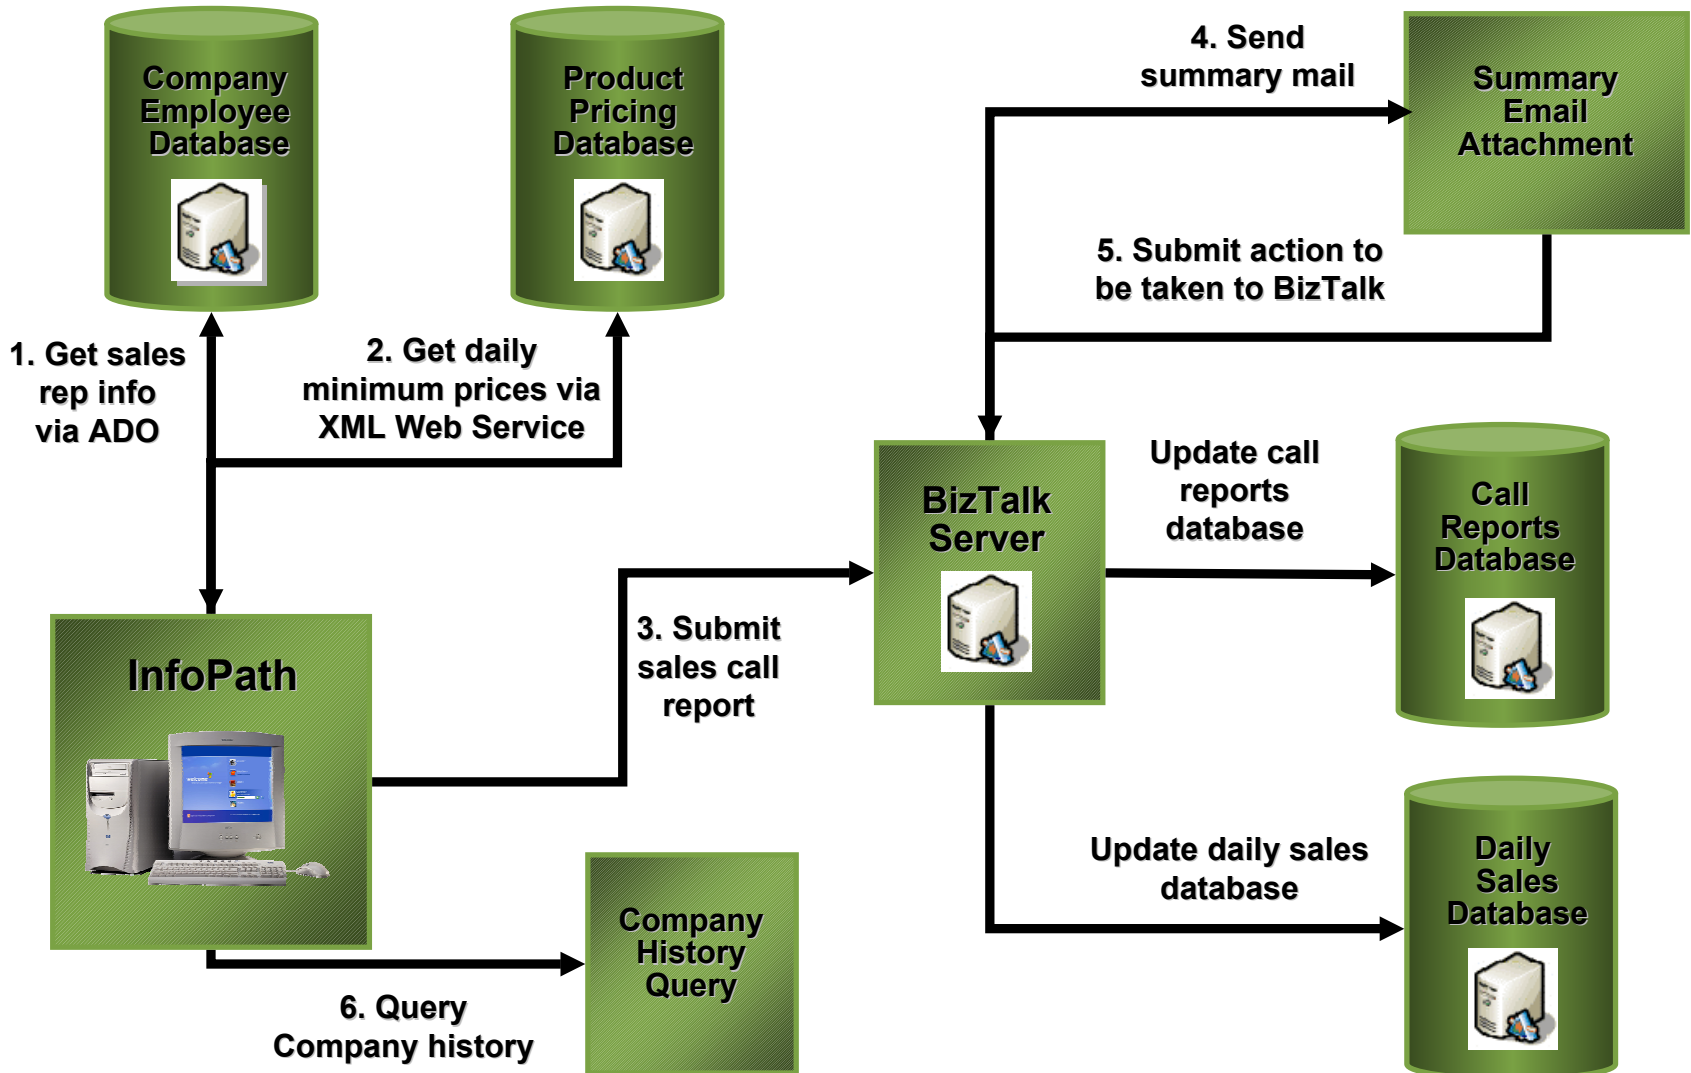 Company
Employee
Database
Product
Pricing
Database
4. Send
summary mail
Summary
Email
Attachment
5. Submit action to
be taken to BizTalk
1. Get sales
rep info
via ADO
2. Get daily
minimum prices via
XML Web Service
BizTalk
Server
Update call
reports
database
Call
Reports
Database
InfoPath
welcome
3. Submit
sales call
report
Update daily sales
database
Daily
Sales
Database
Company
History
Query
6. Query
Company history